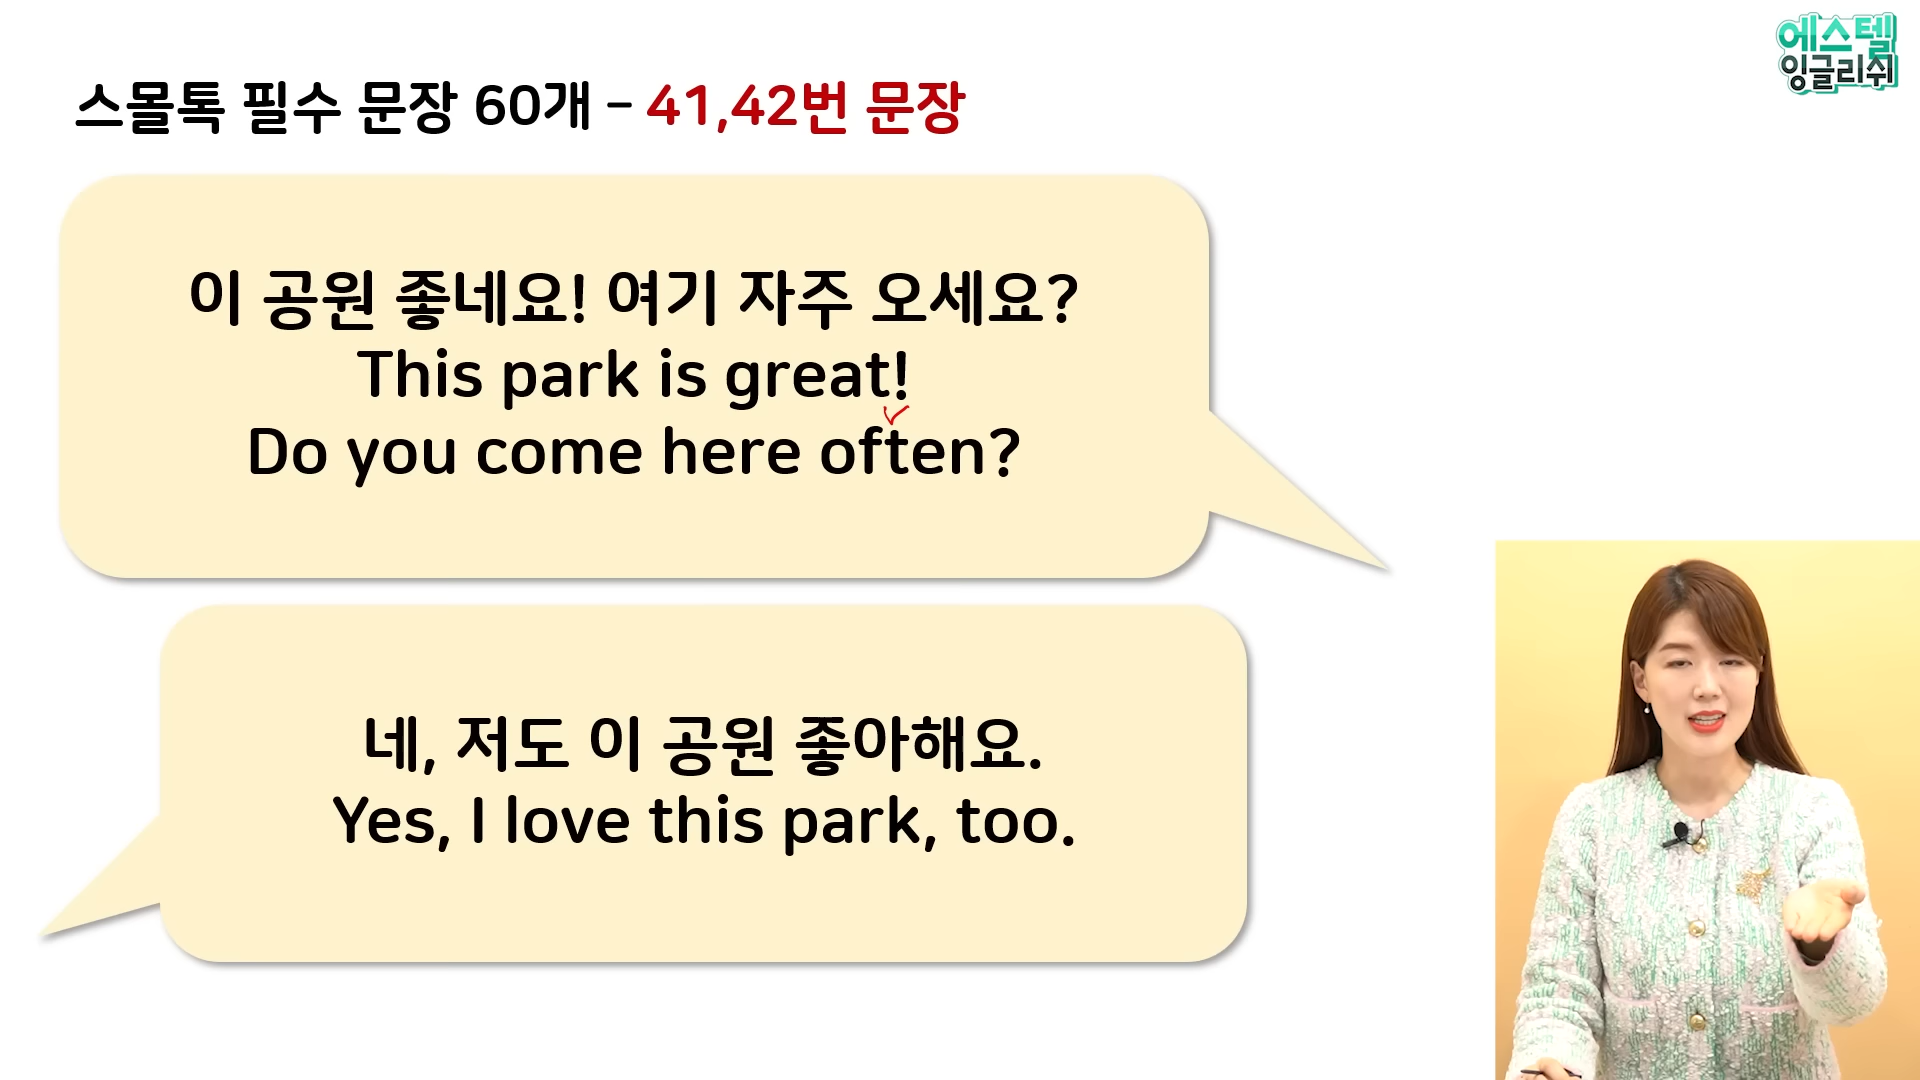 에스텔
잉글리쉬
스몰톡 필수 문장 60개 – 41,42번 문장
이 공원 좋네요! 여기 자주 오세요?
This park is great!
Do you come here often?
네, 저도 이 공원 좋아해요.
Yes, I love this park, too.